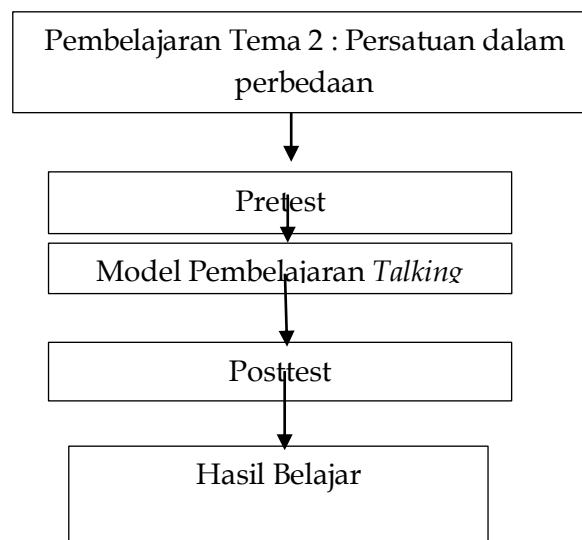 Pembelajaran Tema 2 : Persatuan dalam
perbedaan
Pretest
Model Pembelajaran Talking
Posttest
Hasil Belajar